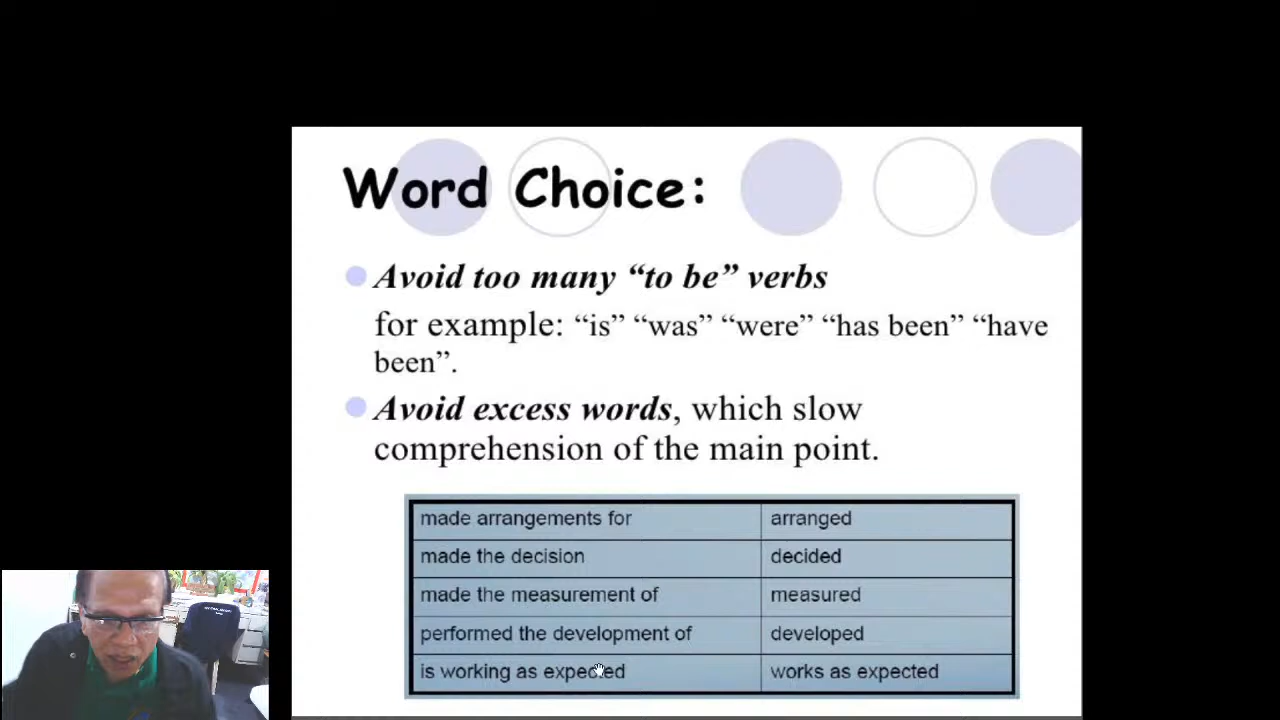 Word Choice:
Avoid too many “to be” verbs
for example: “is” “was” “were” “has been” “have
been”.
Avoid excess words, which slow
comprehension of the main point.
made arrangements for arranged
made the decision decided
made the measurement of measured
performed the development of developed
is working as expected works as expected